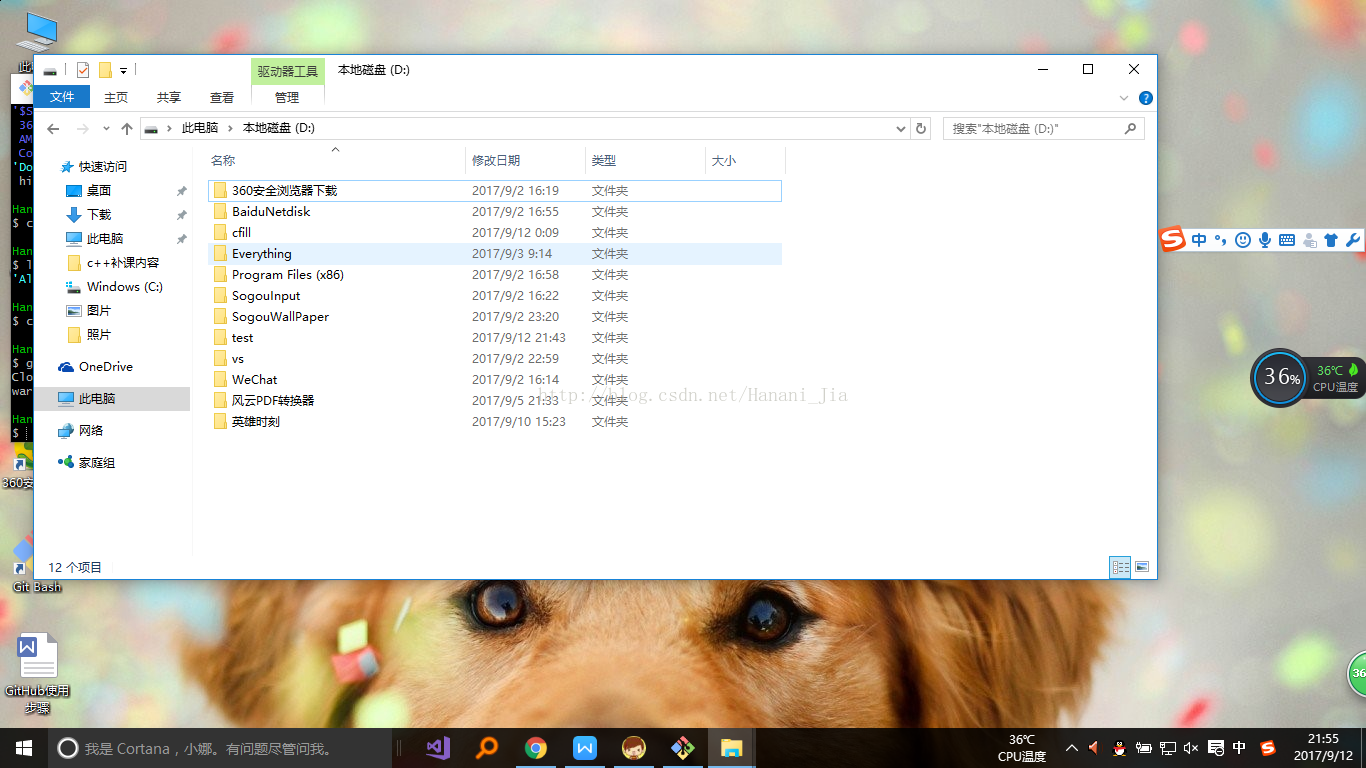 驱动器工具
本地磁盘 (D:)
文件
主页
共享
查看
管理
此电脑
本地磁盘 (D:)
搜索"本地磁盘 (D:)"
名称
修改日期
类型
大小
快速访问
桌面
下载
此电脑
c++补课内容
Windows (C:)
图片
照片
OneDrive
此电脑
网络
家庭组
360安全浏览器下载 2017/9/2 16:19 文件夹
BaiduNetdisk 2017/9/2 16:55 文件夹
cfill 2017/9/12 0:09 文件夹
Everything 2017/9/3 9:14 文件夹
Program Files (x86) 2017/9/2 16:58 文件夹
SogouInput 2017/9/2 16:22 文件夹
SogouWallPaper 2017/9/2 23:20 文件夹
test 2017/9/12 21:43 文件夹
vs 2017/9/2 22:59 文件夹
WeChat 2017/9/2 16:14 文件夹
风云PDF转换器 2017/9/5 21:33 文件夹
英雄时刻 2017/9/10 15:23 文件夹
http://blog.csdn.net/Hanani_Jia
12 个项目
中
36%
36℃
CPU温度
Git Bash
GitHub使用
步骤
我是 Cortana，小娜。有问题尽管问我。
36℃
CPU温度
中
21:55
2017/9/12